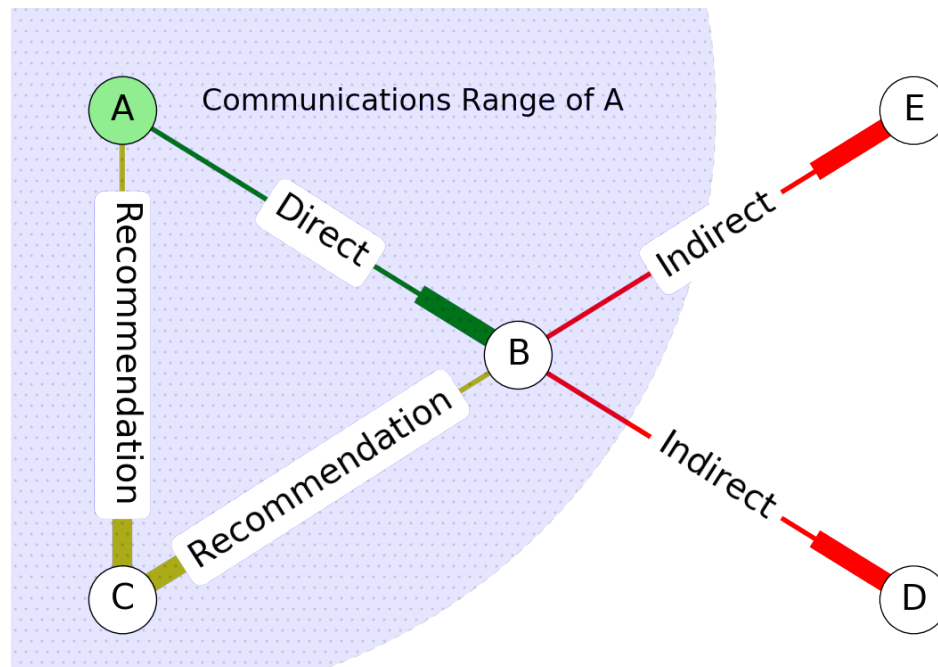 Communications Range of A
A
E
Direct
Indirect
Recommendation
B
Recommendation
Indirect
C
D